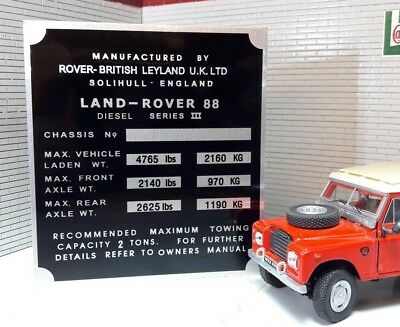 MANUFACTURED BY
ROVER-BRITISH LEYLAND U.K. LTD
SOLIHULL - ENGLAND
LAND-ROVER 88
DIESEL SERIES III
CHASSIS Nº
MAX. VEHICLE LADEN WT. 4765 lbs 2160 KG
MAX. FRONT AXLE WT. 2140 lbs 970 KG
MAX. REAR AXLE WT. 2625 lbs 1190 KG
RECOMMENDED MAXIMUM TOWING
CAPACITY 2 TONS. FOR FURTHER
DETAILS REFER TO OWNERS MANUAL